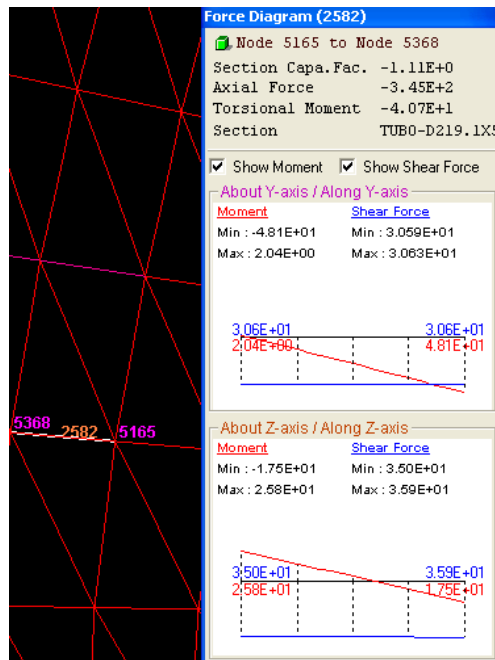 Force Diagram (2582)
Node 5165 to Node 5368
Section Capa.Fac. -1.11E+0
Axial Force -3.45E+2
Torsional Moment -4.07E+1
Section TUB0-D219.1X5
Show Moment Show Shear Force
About Y-axis / Along Y-axis
Moment Shear Force
Min : -4.81E+01 Min : 3.059E+01
Max : 2.04E+00 Max : 3.063E+01
3.06E+01 3.06E+01
2.04E+00 4.81E+01
5368 2582 5165
About Z-axis / Along Z-axis
Moment Shear Force
Min : -1.75E+01 Min : 3.50E+01
Max : 2.58E+01 Max : 3.59E+01
3.50E+01 3.59E+01
2.58E+01 1.75E+01